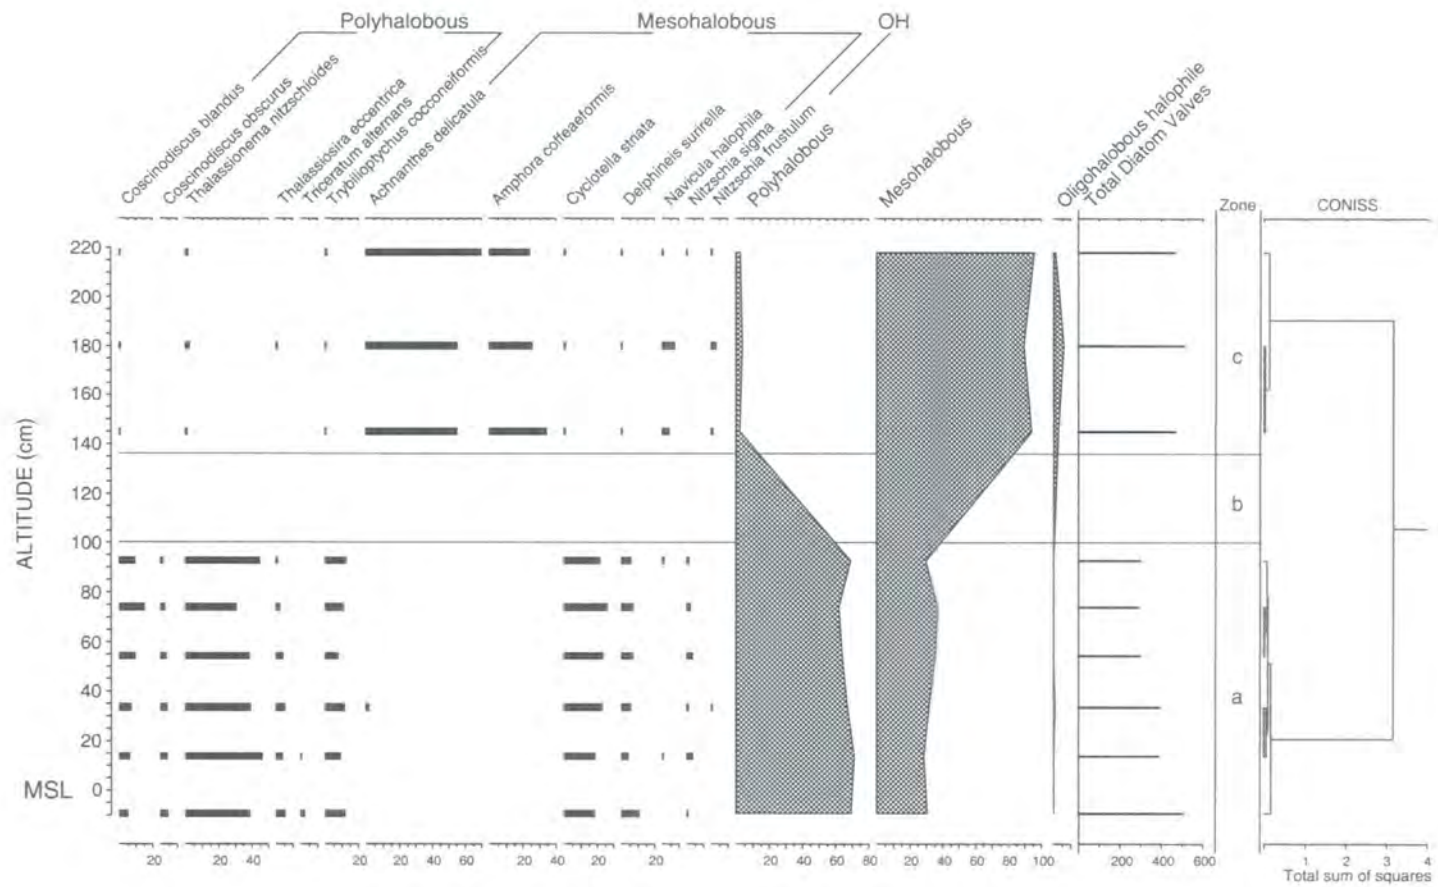 Polyhalobous Mesohalobous OH
Coscinodiscus blandus
Coscinodiscus obscurus
Thalassionema nitzschioides
Thalassiosira eccentrica
Triceratum alternans
Tryblioptychus cocconeiformis
Achnanthes delicatula
Amphora coffeaeformis
Cyclotella striata
Delphineis surirella
Navicula halophila
Nitzschia sigma
Nitzschia frustulum
Polyhalobous
Mesohalobous
Oligohalobous halophile
Total Diatom Valves
Zone CONISS
ALTITUDE (cm)
220
200
180 c
160
140
120 b
100
80
60
40 a
20
MSL 0
20 20 40 20 20 40 60 20 40 20 20 20 40 60 80 20 40 60 80 100 200 400 600 1 2 3 4
Total sum of squares